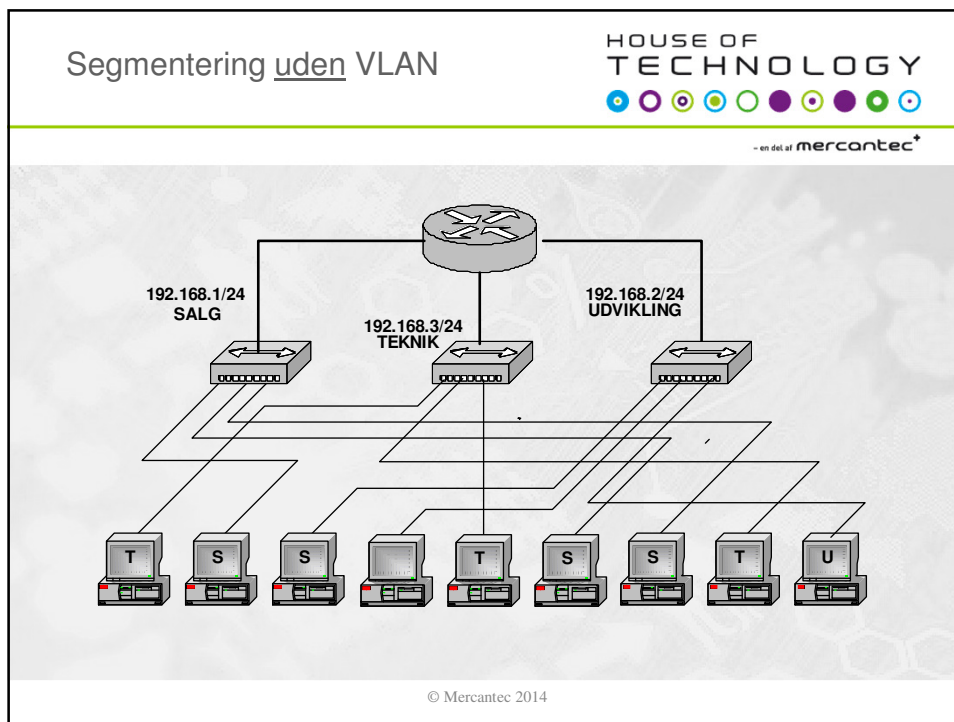 Segmentering uden VLAN
HOUSE OF
TECHNOLOGY
- en del af mercantec+
192.168.1/24
SALG
192.168.3/24
TEKNIK
192.168.2/24
UDVIKLING
T S S T S S T U
© Mercantec 2014